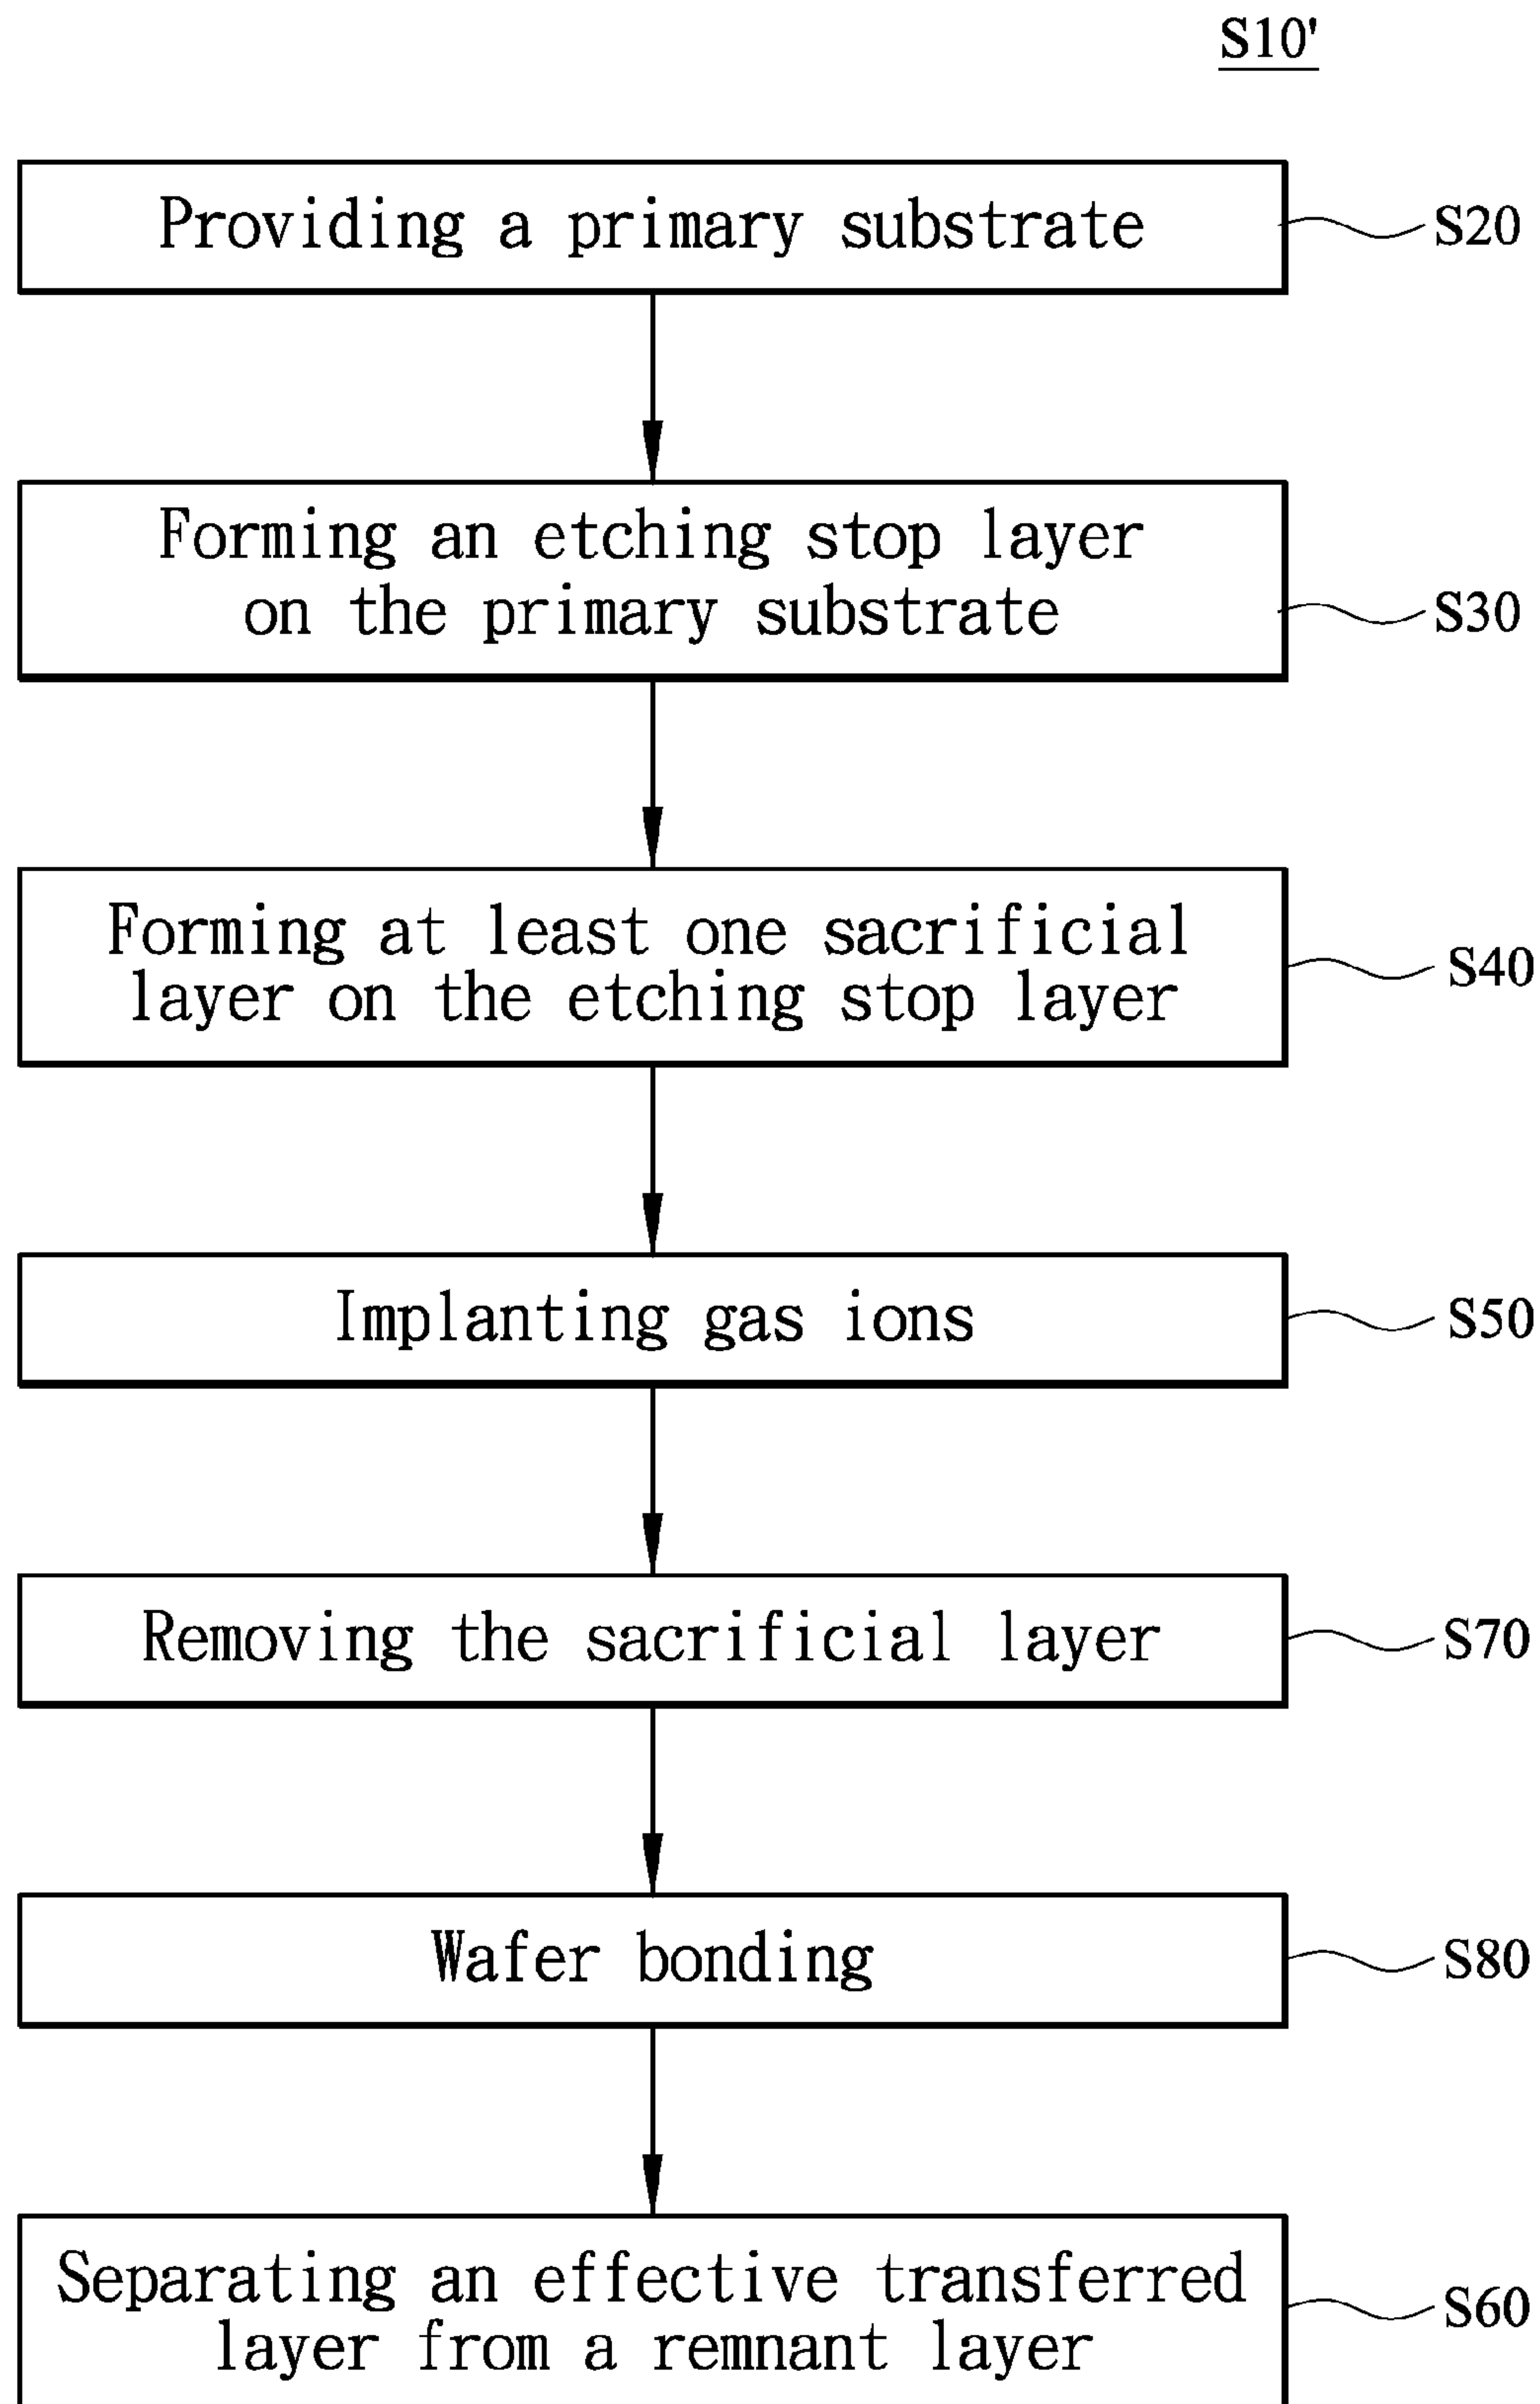 S10'
Providing a primary substrate
S20
Forming an etching stop layer
on the primary substrate
S30
Forming at least one sacrificial
layer on the etching stop layer
S40
Implanting gas ions
S50
Removing the sacrificial layer
S70
Wafer bonding
S80
Separating an effective transferred
layer from a remnant layer
S60